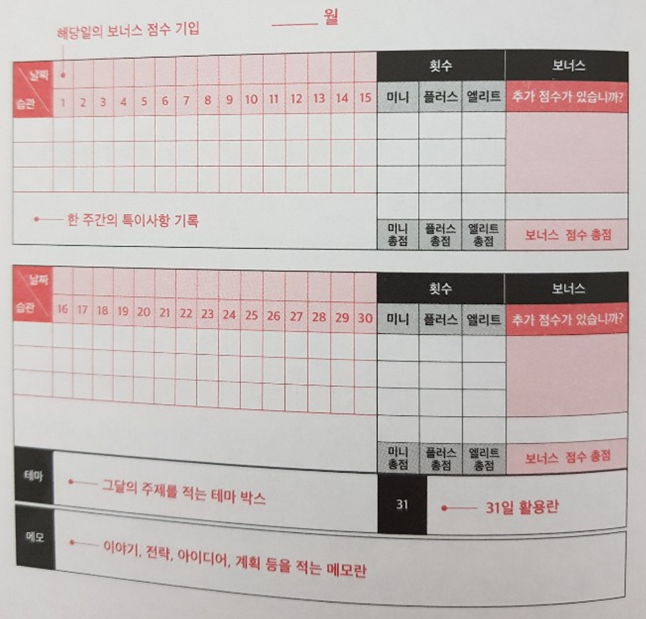 해당일의 보너스 점수 기입
월
날짜 횟수 보너스
습관 1 2 3 4 5 6 7 8 9 10 11 12 13 14 15 미니 플러스 엘리트 추가 점수가 있습니까?
한 주간의 특이사항 기록
미니 총점 플러스 총점 엘리트 총점 보너스 점수 총점
날짜 횟수 보너스
습관 16 17 18 19 20 21 22 23 24 25 26 27 28 29 30 미니 플러스 엘리트 추가 점수가 있습니까?
미니 총점 플러스 총점 엘리트 총점 보너스 점수 총점
테마 그달의 주제를 적는 테마 박스 31 31일 활용란
메모 이야기, 전략, 아이디어, 계획 등을 적는 메모란